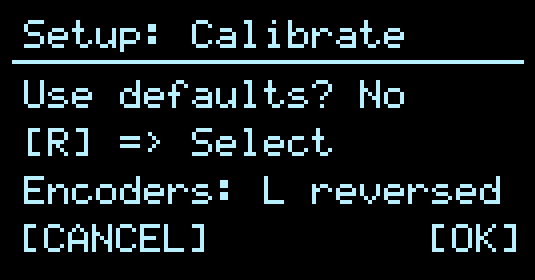 Setup: Calibrate
Use defaults? No
[R] => Select
Encoders: L reversed
[CANCEL] [OK]